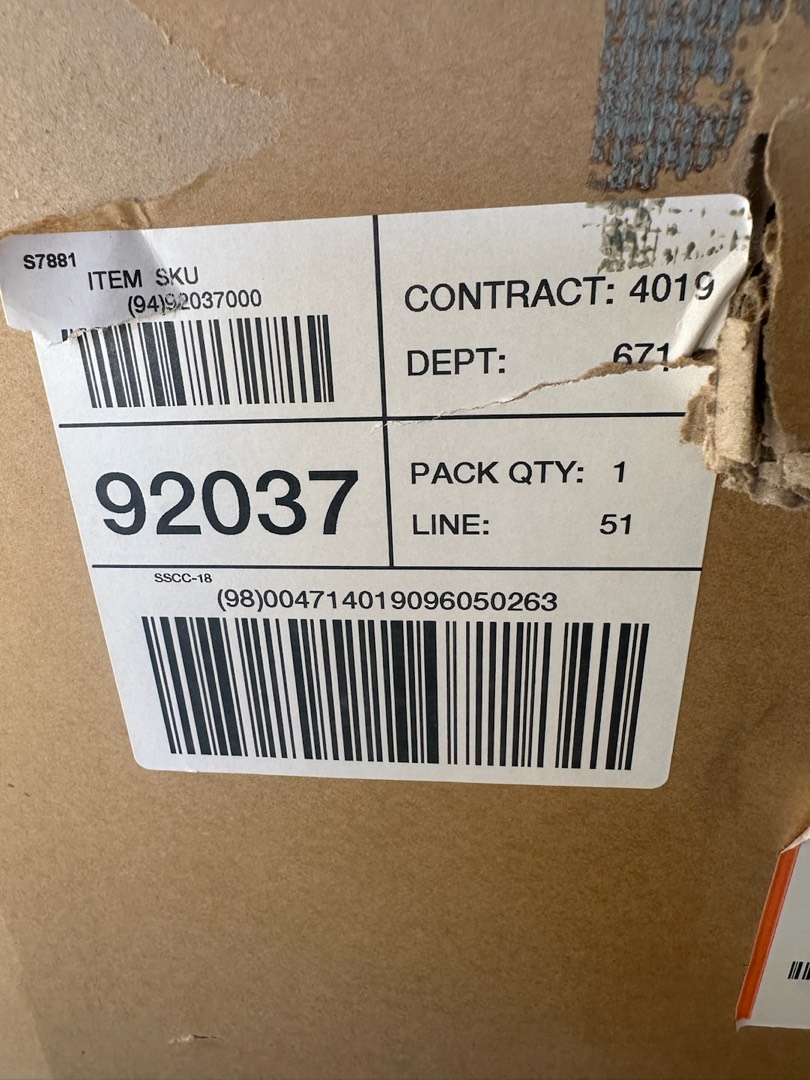 S7881
ITEM SKU
(94)92037000
CONTRACT: 4019
DEPT: 671
92037
PACK QTY: 1
LINE: 51
SSCC-18
(98)004714019096050263